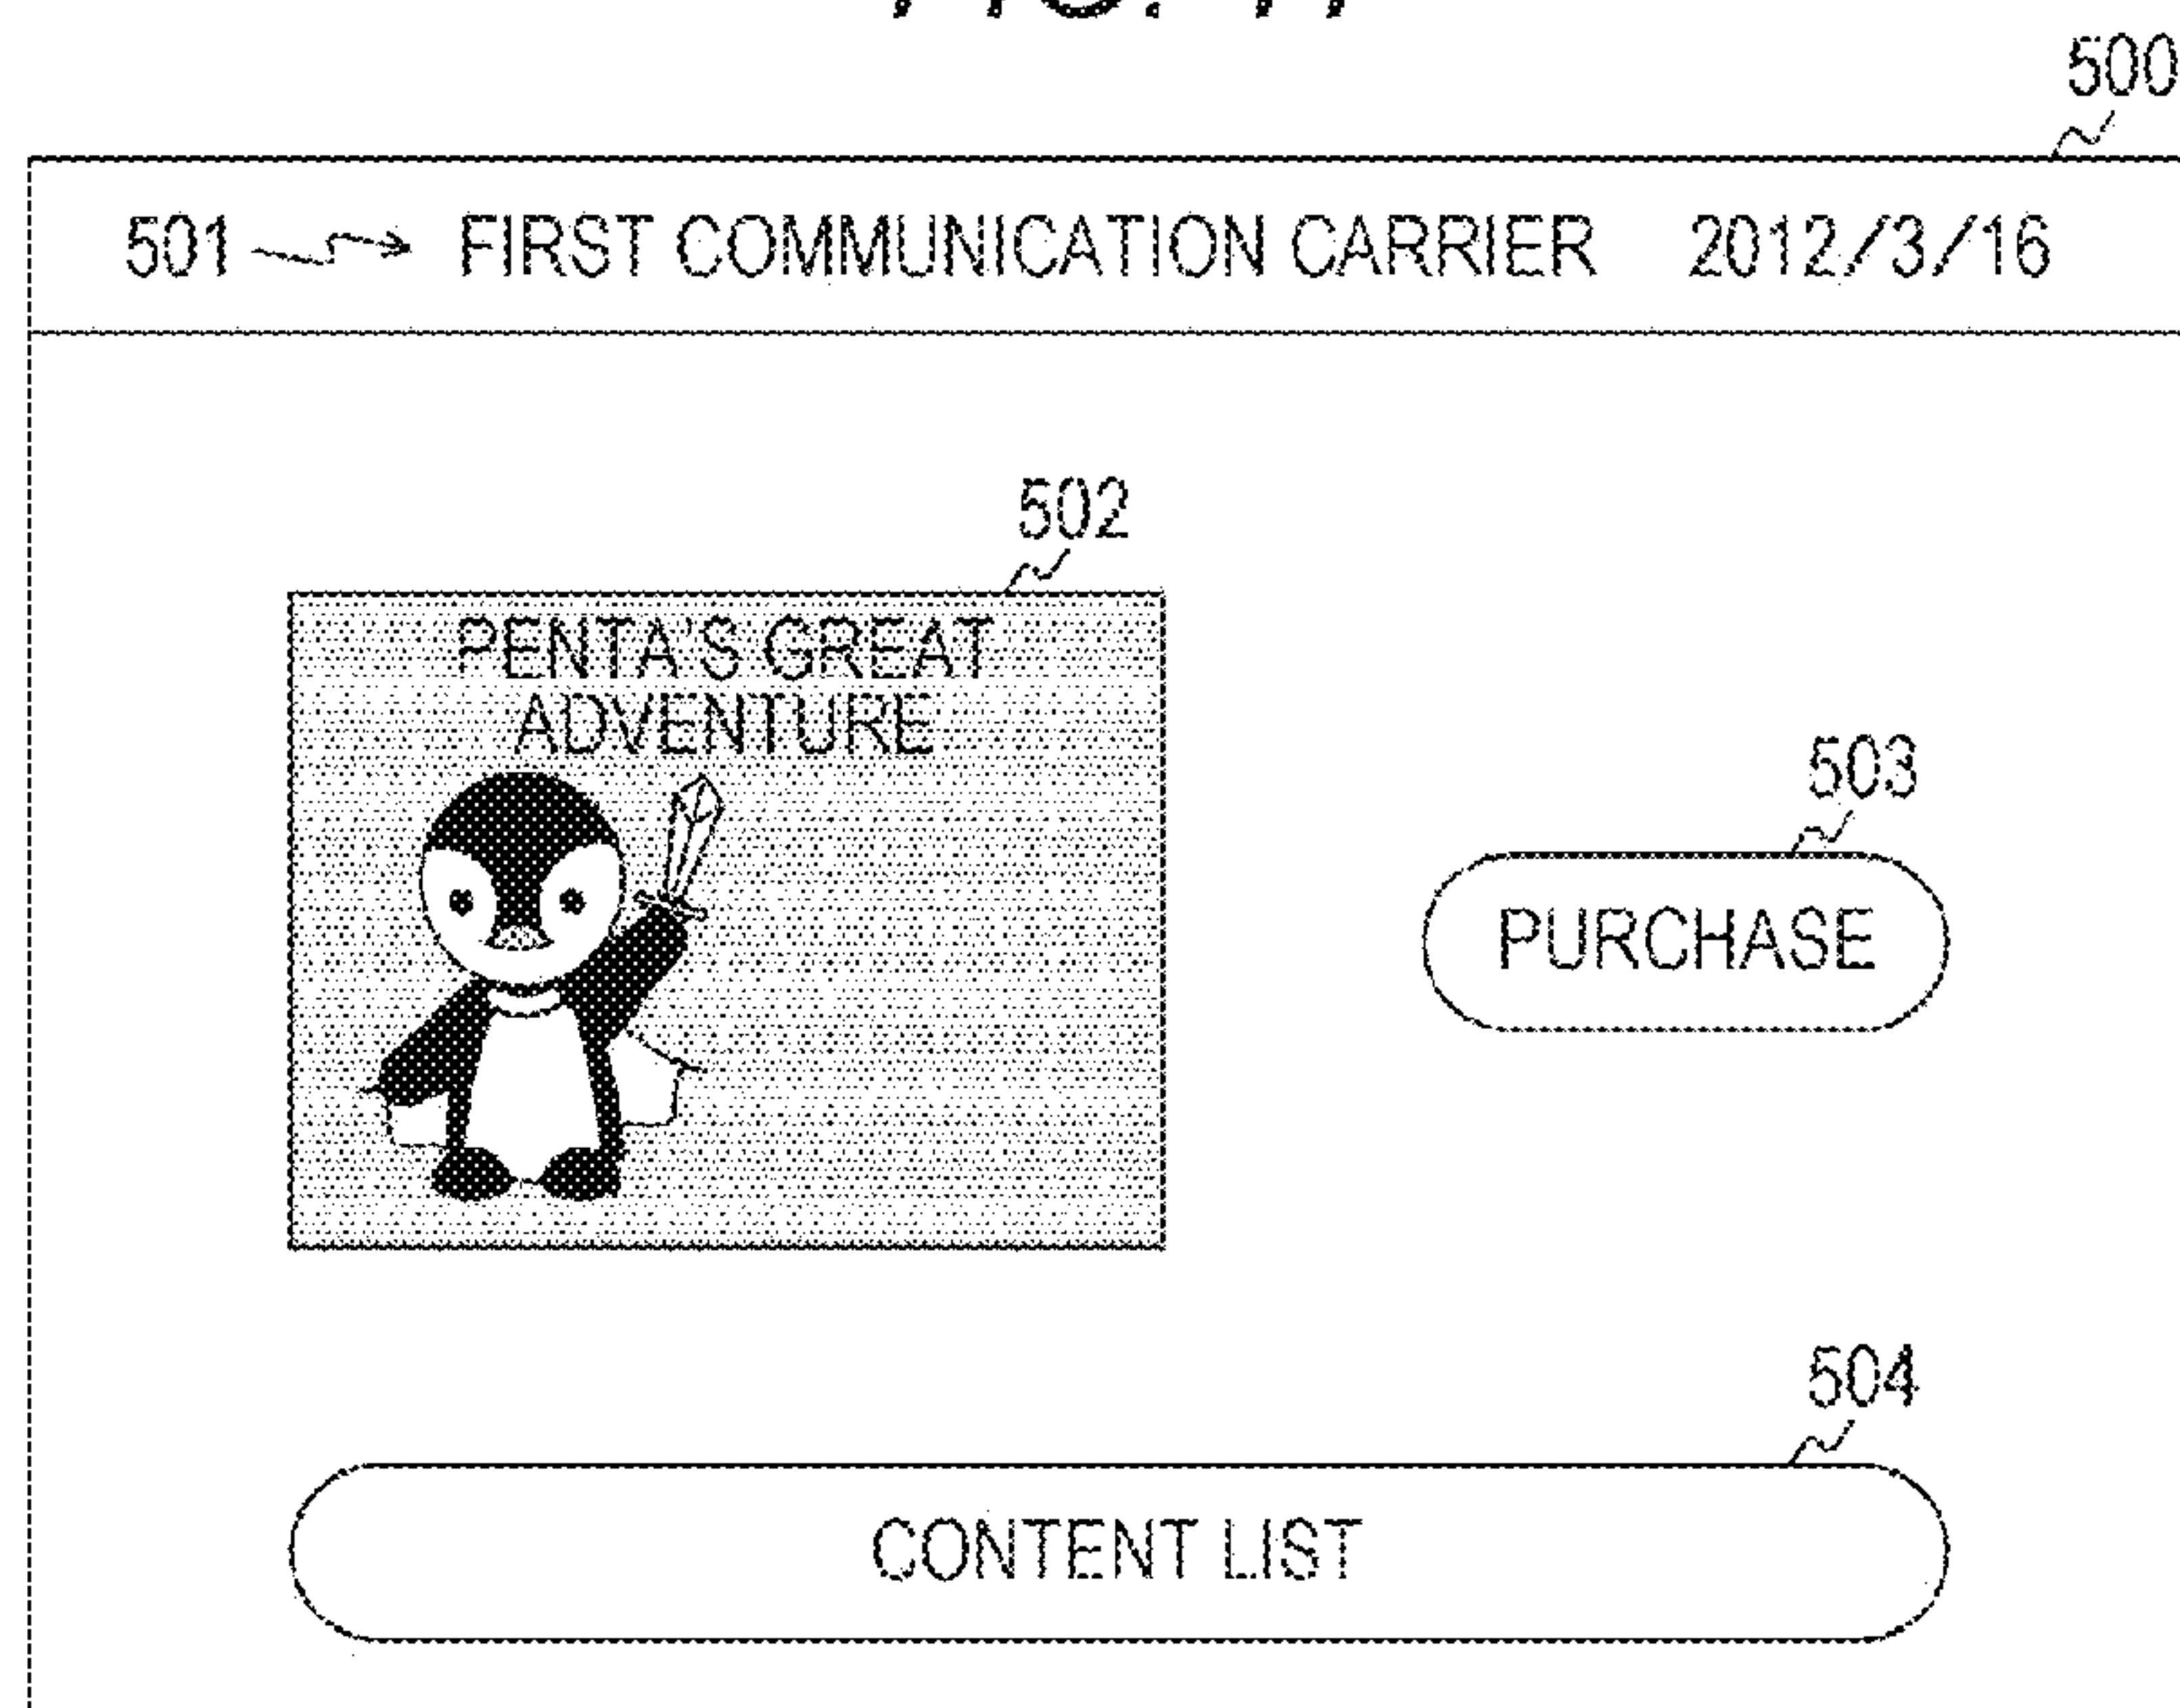 500
501 FIRST COMMUNICATION CARRIER 2012/3/16
502
PENTA'S GREAT
ADVENTURE
503
PURCHASE
504
CONTENT LIST